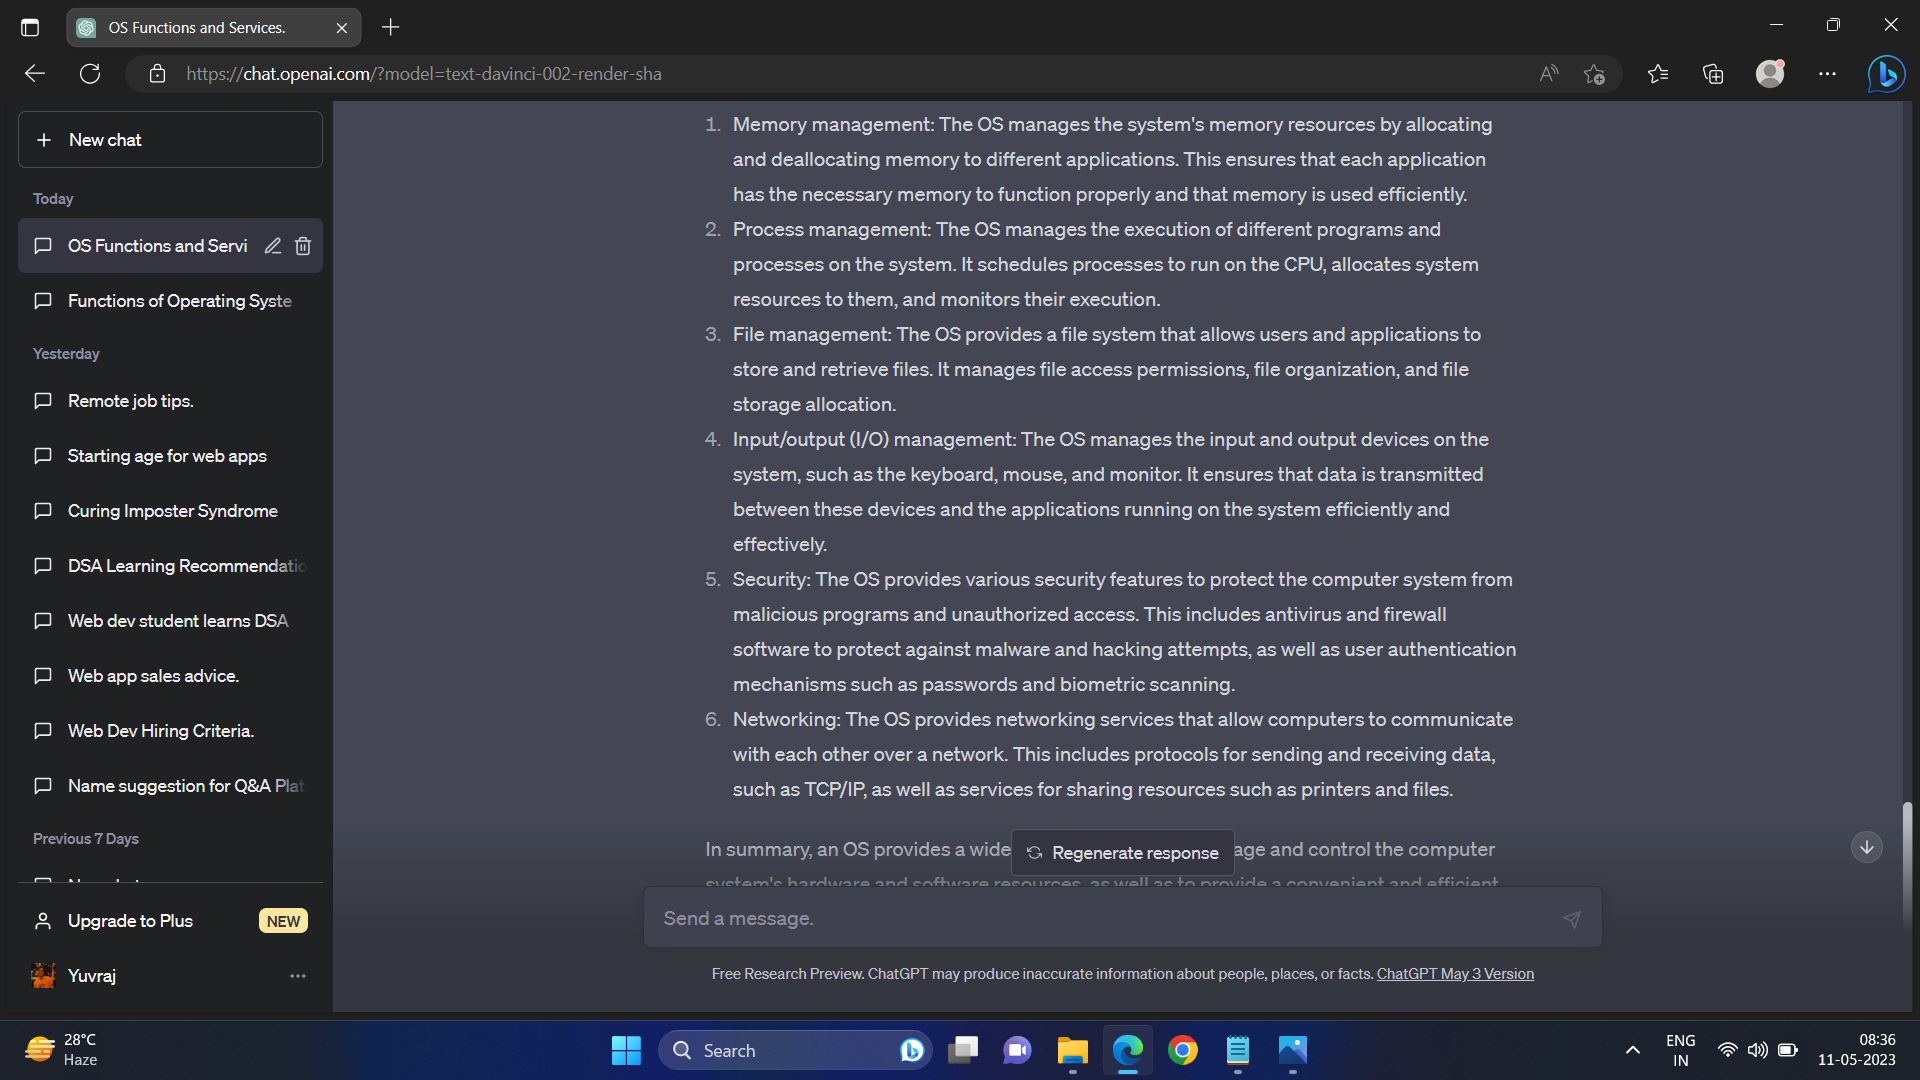 OS Functions and Services.
https://chat.openai.com/?model=text-davinci-002-render-sha
New chat
Today
OS Functions and Servi
Functions of Operating Syste
Yesterday
Remote job tips.
Starting age for web apps
Curing Imposter Syndrome
DSA Learning Recommendatio
Web dev student learns DSA
Web app sales advice.
Web Dev Hiring Criteria.
Name suggestion for Q&A Plat
Previous 7 Days
Upgrade to Plus NEW
Yuvraj
1. Memory management: The OS manages the system's memory resources by allocating
and deallocating memory to different applications. This ensures that each application
has the necessary memory to function properly and that memory is used efficiently.
2. Process management: The OS manages the execution of different programs and
processes on the system. It schedules processes to run on the CPU, allocates system
resources to them, and monitors their execution.
3. File management: The OS provides a file system that allows users and applications to
store and retrieve files. It manages file access permissions, file organization, and file
storage allocation.
4. Input/output (I/O) management: The OS manages the input and output devices on the
system, such as the keyboard, mouse, and monitor. It ensures that data is transmitted
between these devices and the applications running on the system efficiently and
effectively.
5. Security: The OS provides various security features to protect the computer system from
malicious programs and unauthorized access. This includes antivirus and firewall
software to protect against malware and hacking attempts, as well as user authentication
mechanisms such as passwords and biometric scanning.
6. Networking: The OS provides networking services that allow computers to communicate
with each other over a network. This includes protocols for sending and receiving data,
such as TCP/IP, as well as services for sharing resources such as printers and files.
In summary, an OS provides a wide age and control the computer
Regenerate response
system's hardware and software resources, as well as to provide a convenient and efficient
Send a message.
Free Research Preview. ChatGPT may produce inaccurate information about people, places, or facts. ChatGPT May 3 Version
28°C
Haze
Search
ENG
IN
08:36
11-05-2023